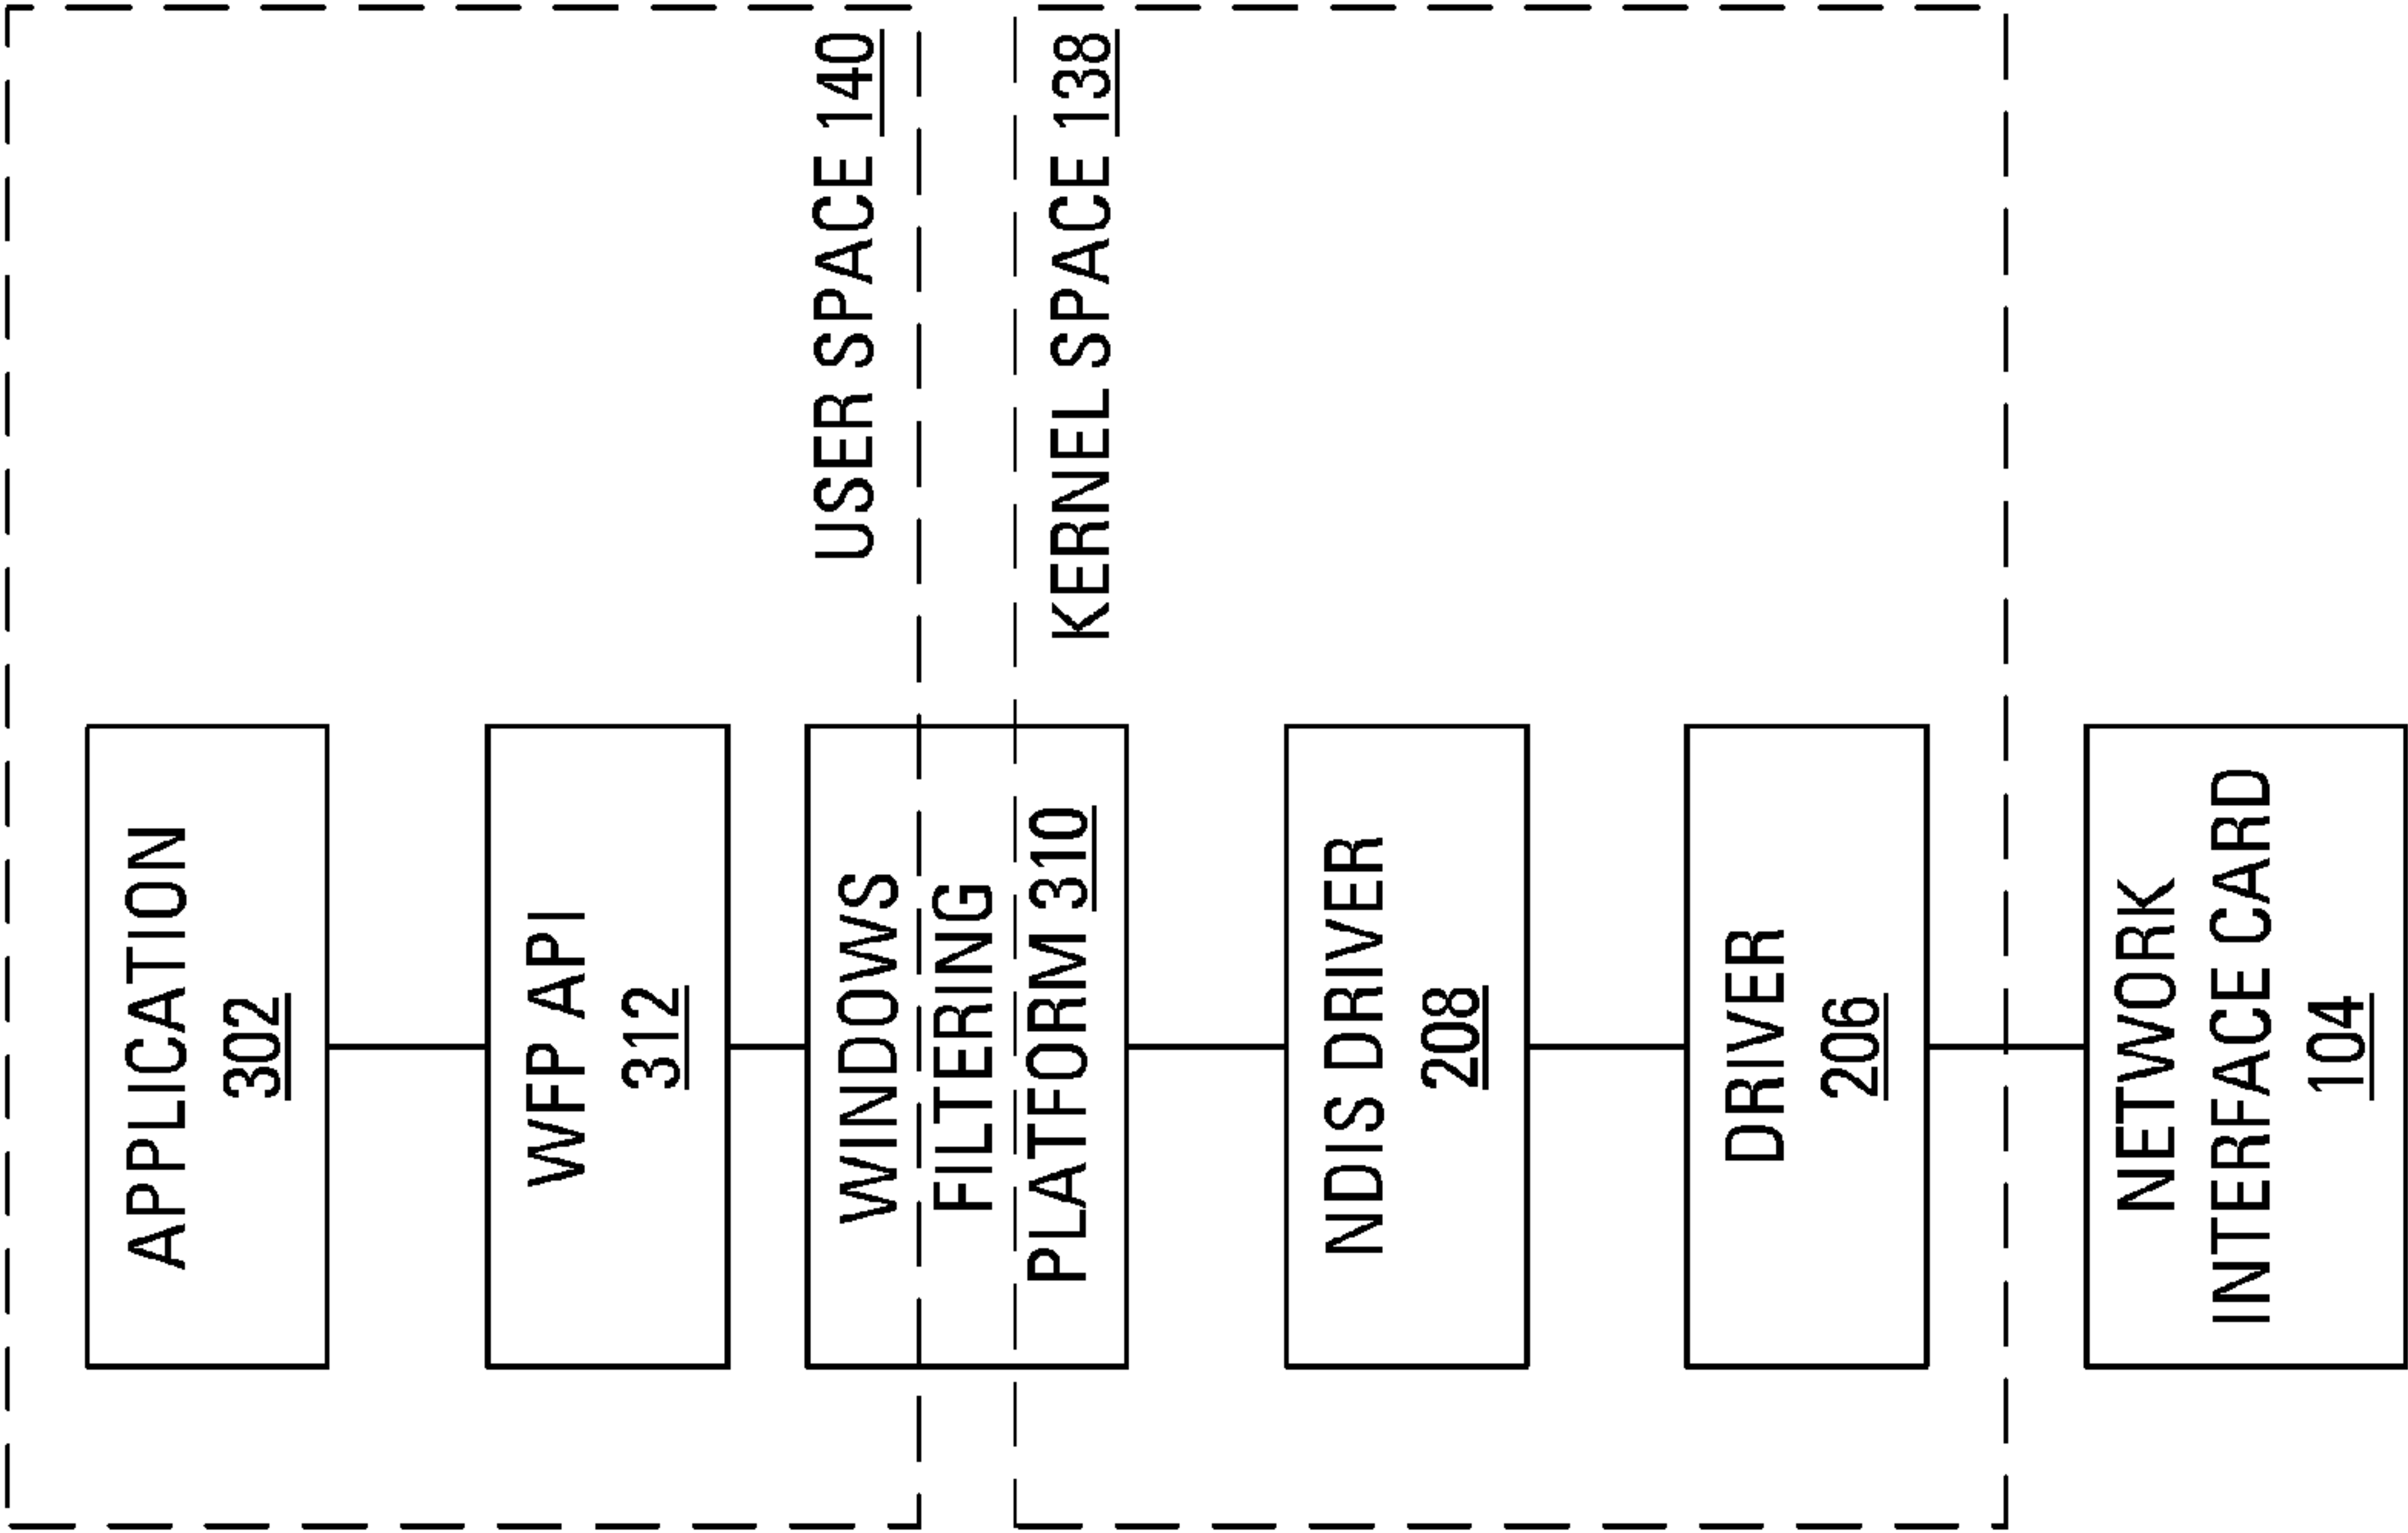 APPLICATION
302
WFP API
312
USER SPACE 140
WINDOWS
FILTERING
PLATFORM 310
KERNEL SPACE 138
NDIS DRIVER
208
DRIVER
206
NETWORK
INTERFACE CARD
104